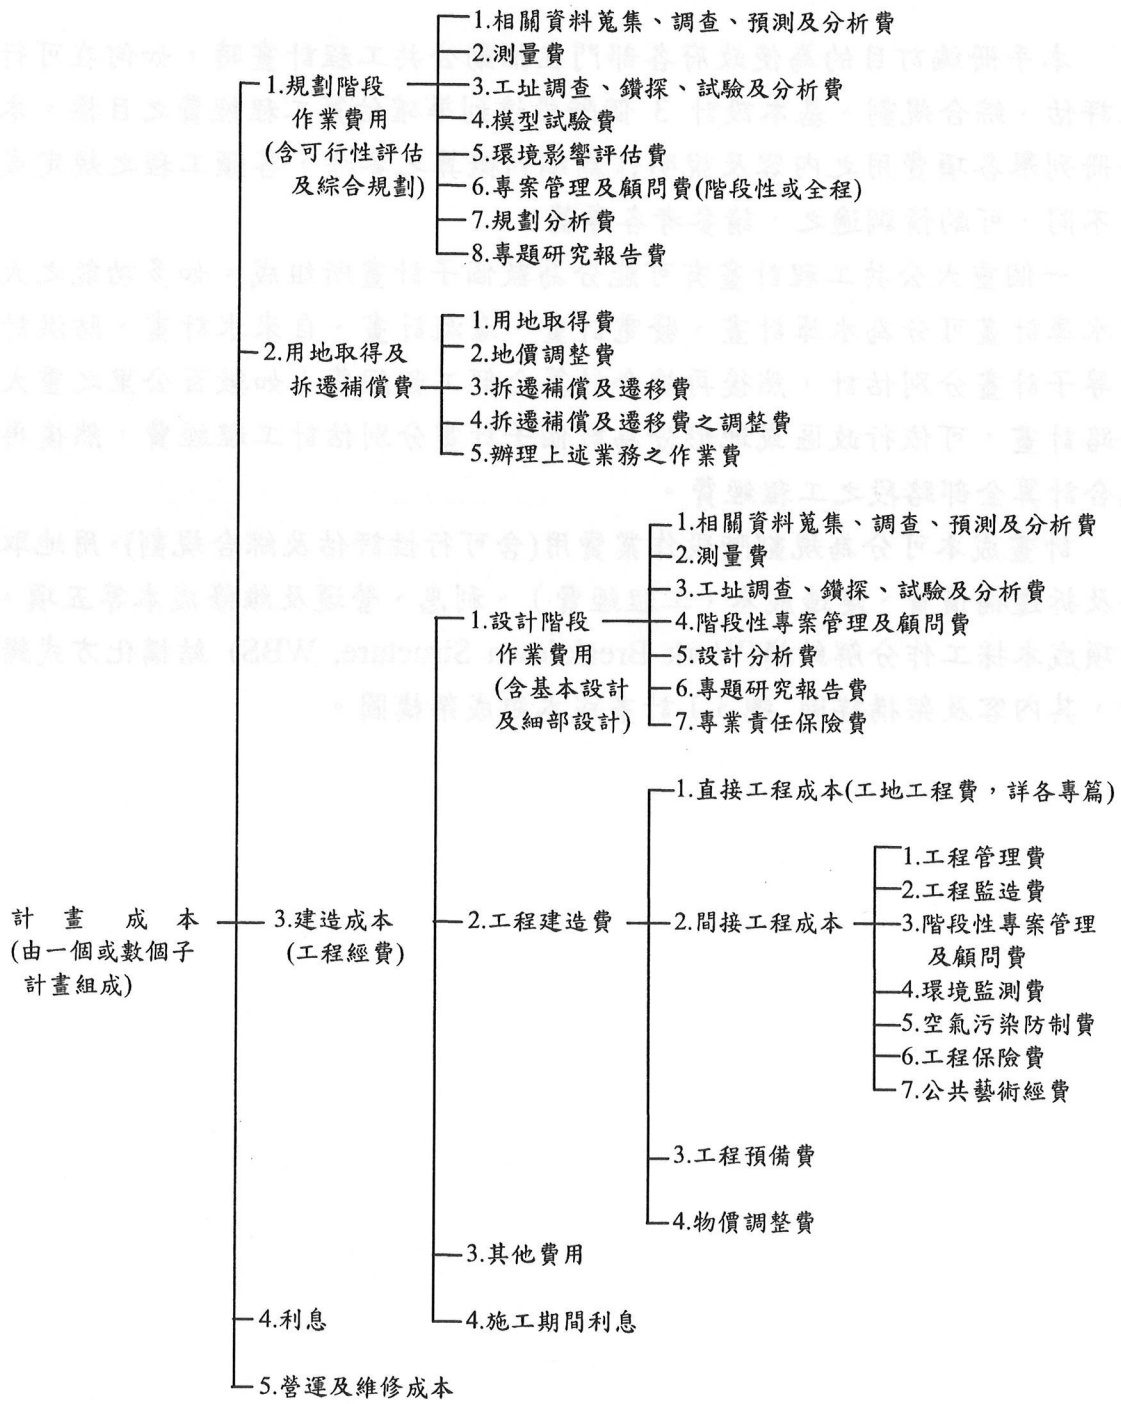 1.規劃階段
作業費用
(含可行性評估
及綜合規劃)
1.相關資料蒐集、調查、預測及分析費
2.測量費
3.工址調查、鑽探、試驗及分析費
4.模型試驗費
5.環境影響評估費
6.專案管理及顧問費(階段性或全程)
7.規劃分析費
8.專題研究報告費
2.用地取得及
拆遷補償費
1.用地取得費
2.地價調整費
3.拆遷補償及遷移費
4.拆遷補償及遷移費之調整費
5.辦理上述業務之作業費
計畫成本
(由一個或數個子
計畫組成)
3.建造成本
(工程經費)
1.設計階段
作業費用
(含基本設計
及細部設計)
1.相關資料蒐集、調查、預測及分析費
2.測量費
3.工址調查、鑽探、試驗及分析費
4.階段性專案管理及顧問費
5.設計分析費
6.專題研究報告費
7.專業責任保險費
2.工程建造費
1.直接工程成本(工地工程費，詳各專篇)
2.間接工程成本
1.工程管理費
2.工程監造費
3.階段性專案管理
及顧問費
4.環境監測費
5.空氣污染防制費
6.工程保險費
7.公共藝術經費
3.工程預備費
4.物價調整費
3.其他費用
4.施工期間利息
4.利息
5.營運及維修成本